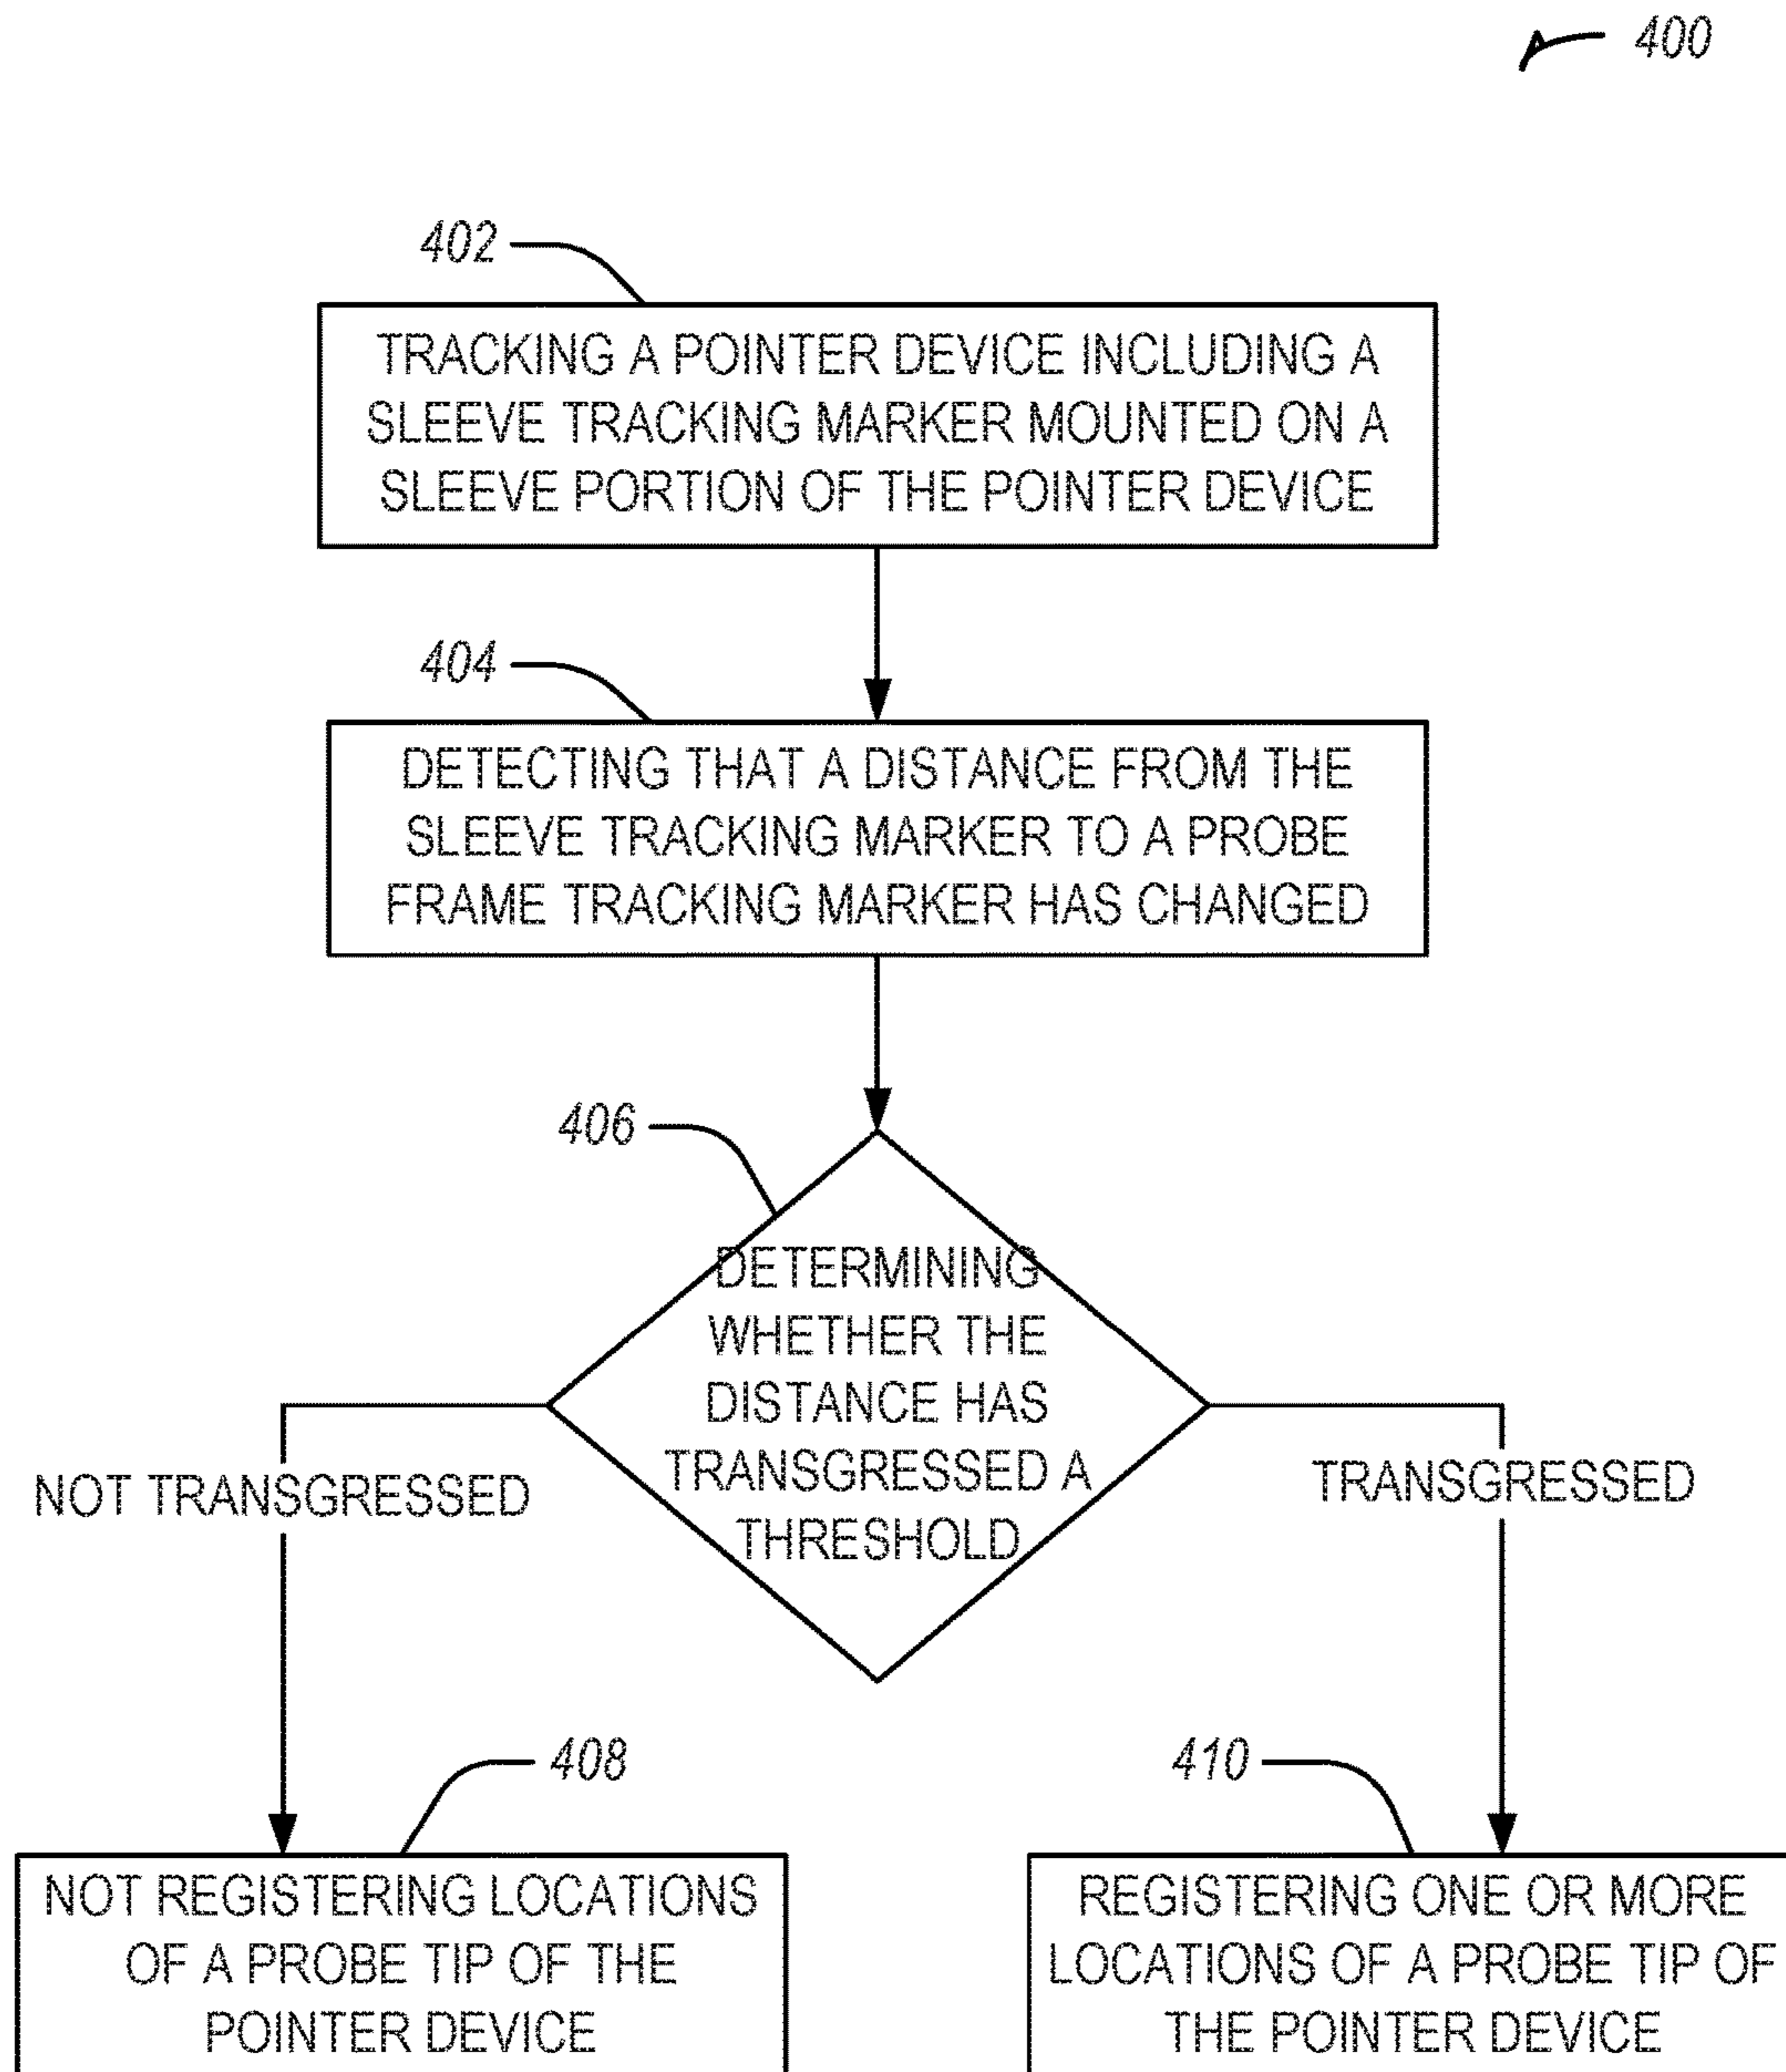 400
402
TRACKING A POINTER DEVICE INCLUDING A
SLEEVE TRACKING MARKER MOUNTED ON A
SLEEVE PORTION OF THE POINTER DEVICE
404
DETECTING THAT A DISTANCE FROM THE
SLEEVE TRACKING MARKER TO A PROBE
FRAME TRACKING MARKER HAS CHANGED
406
DETERMINING
WHETHER THE
DISTANCE HAS
TRANSGRESSED A
THRESHOLD
NOT TRANSGRESSED
TRANSGRESSED
408
NOT REGISTERING LOCATIONS
OF A PROBE TIP OF THE
POINTER DEVICE
410
REGISTERING ONE OR MORE
LOCATIONS OF A PROBE TIP OF
THE POINTER DEVICE